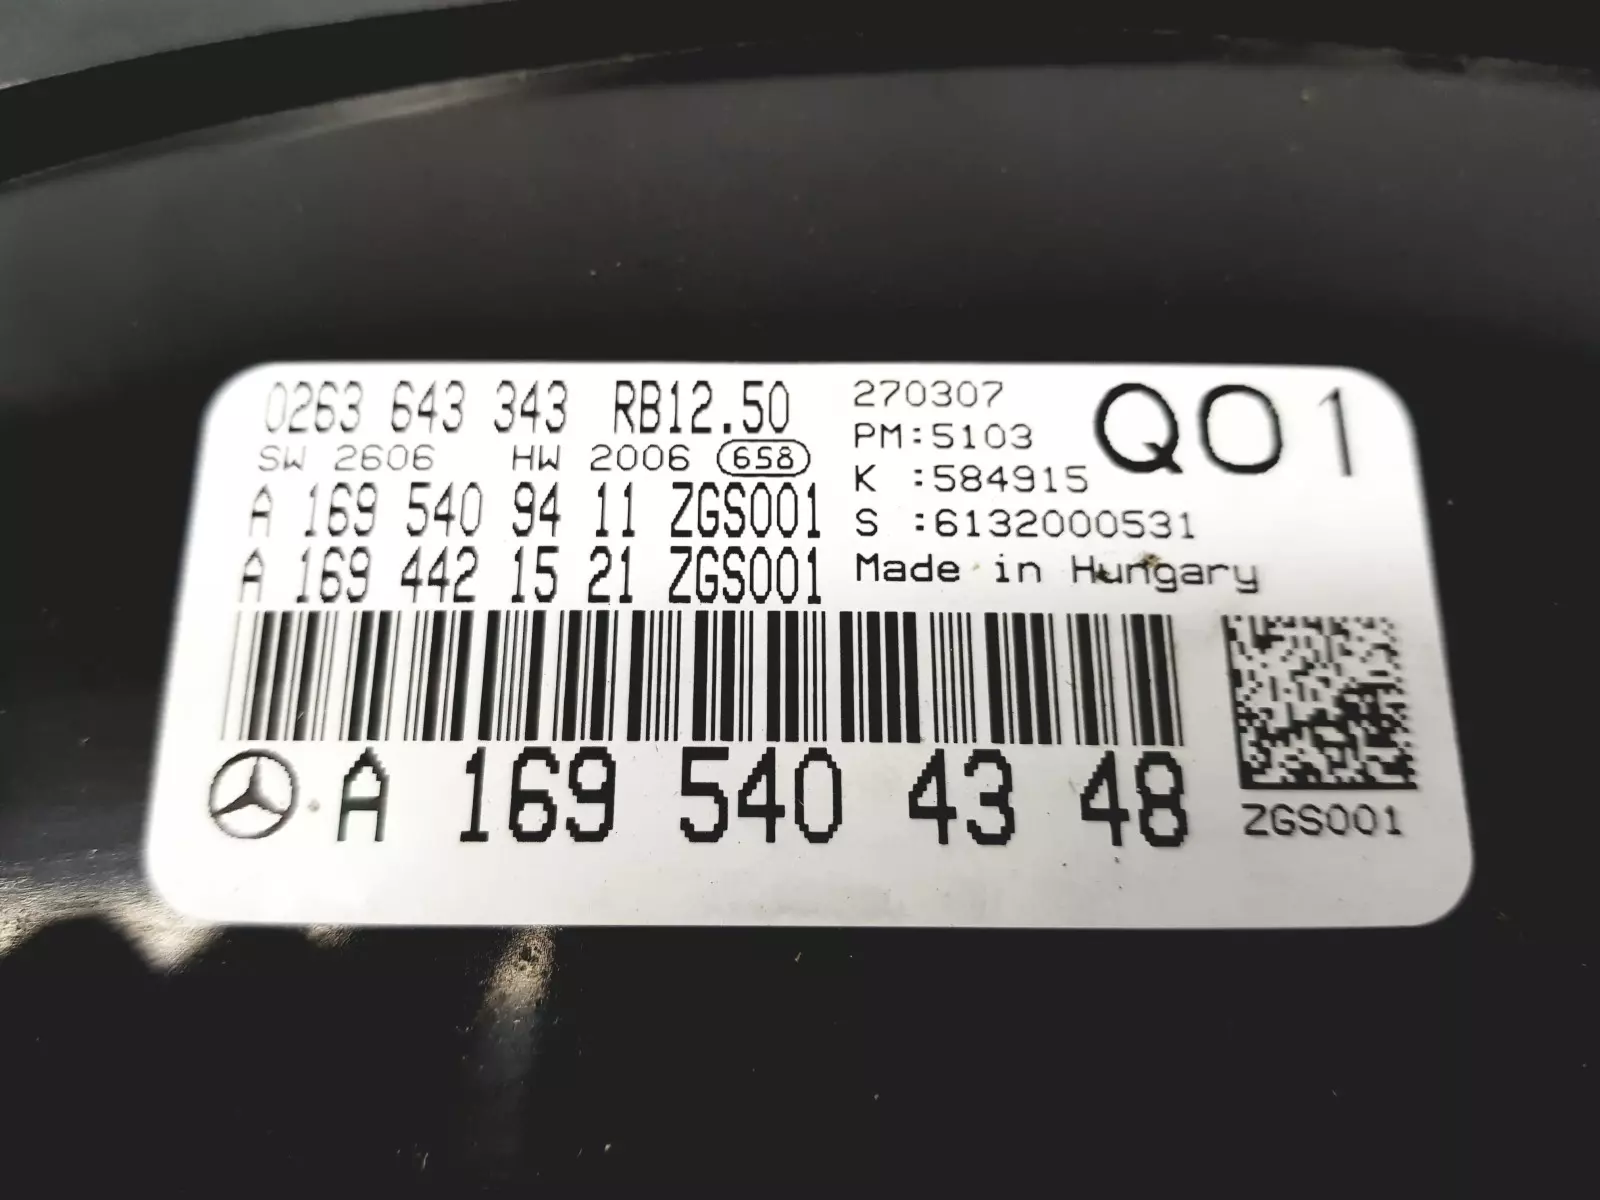 0263 643 343 RB12.50
SW 2606 HW 2006 658
A 169 540 94 11 ZGS001
A 169 442 15 21 ZGS001
270307
PM:5103
K :584915
S :6132000531
Made in Hungary
Q01
A 169 540 43 48
ZGS001